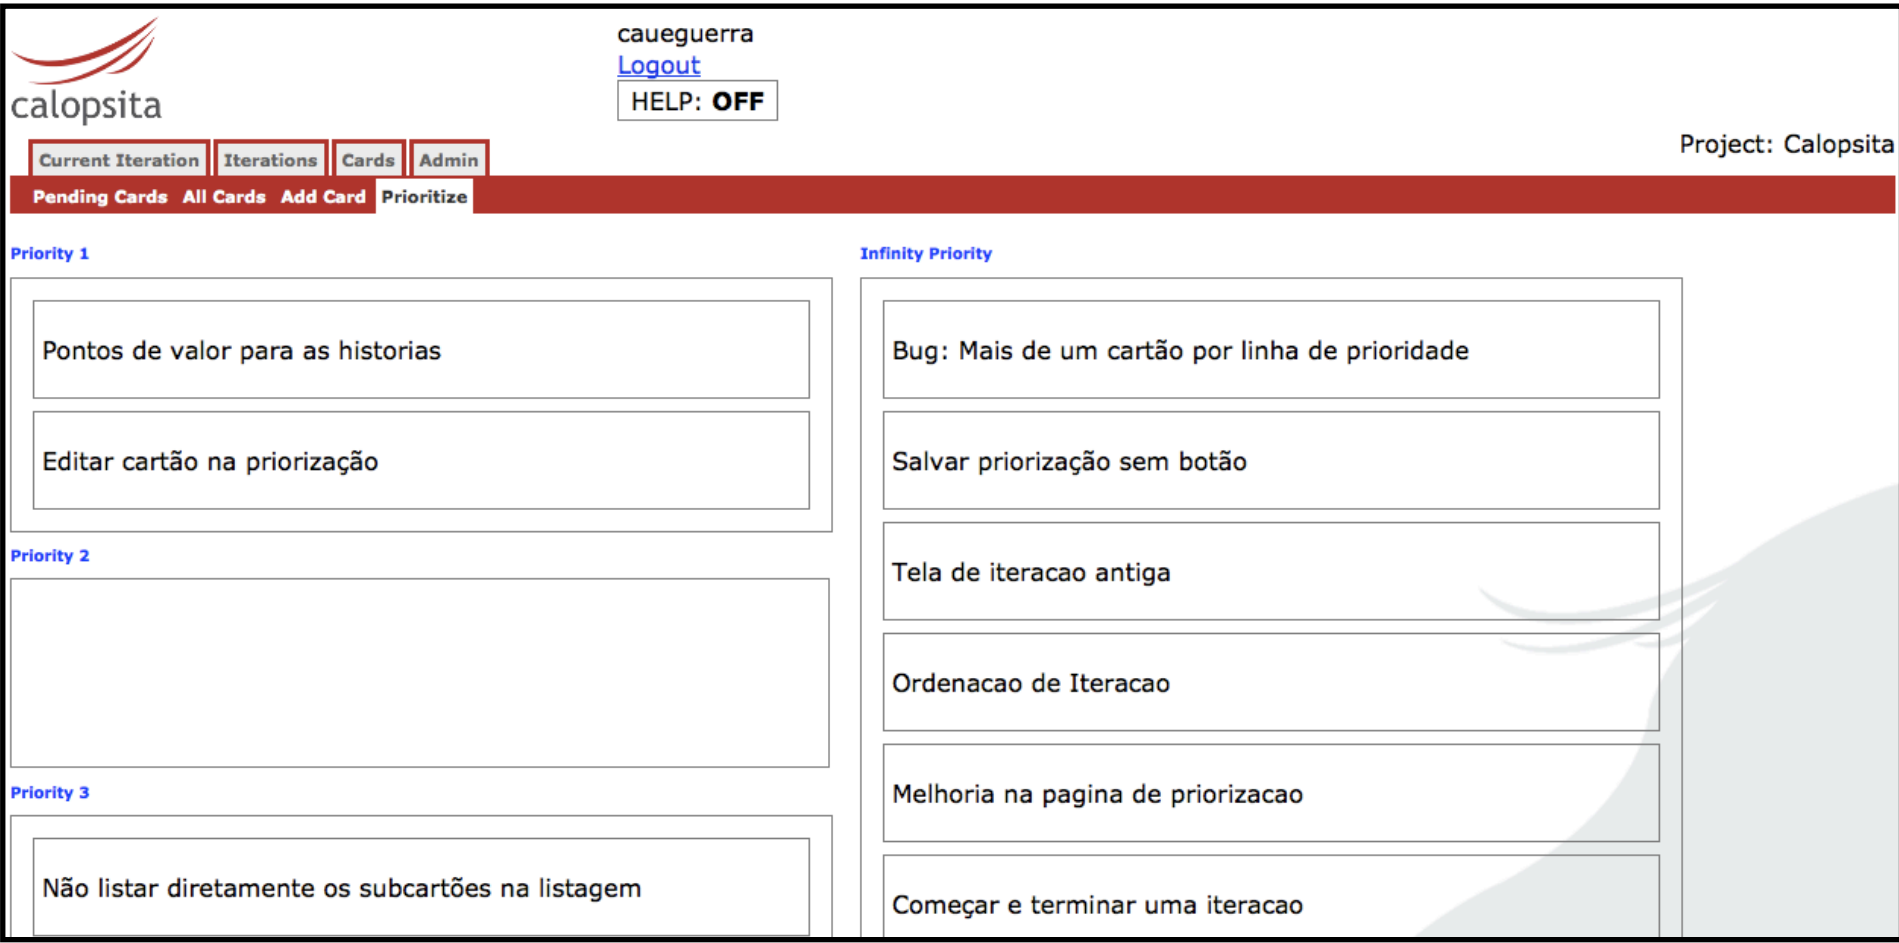 calopsita
caueguerra
Logout
HELP: OFF
Project: Calopsita
Current Iteration Iterations Cards Admin
Pending Cards All Cards Add Card Prioritize
Priority 1
Pontos de valor para as historias
Editar cartão na priorização
Priority 2
Priority 3
Não listar diretamente os subcartões na listagem
Infinity Priority
Bug: Mais de um cartão por linha de prioridade
Salvar priorização sem botão
Tela de iteracao antiga
Ordenacao de Iteracao
Melhoria na pagina de priorizacao
Começar e terminar uma iteracao